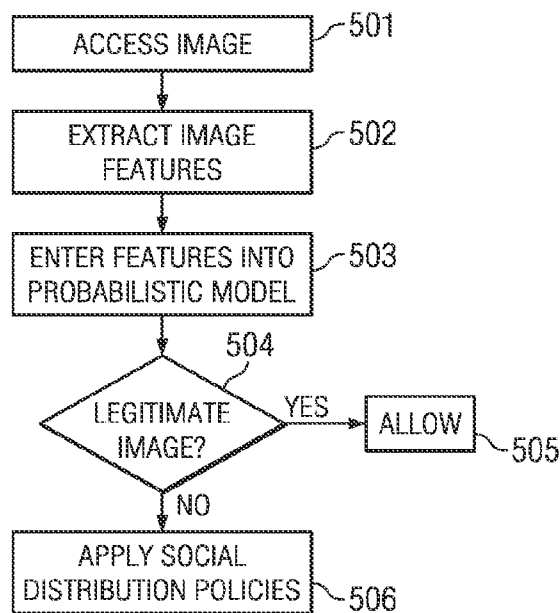 ACCESS IMAGE
501
EXTRACT IMAGE
FEATURES
502
ENTER FEATURES INTO
PROBABILISTIC MODEL
503
504
LEGITIMATE
IMAGE?
YES
ALLOW
505
NO
APPLY SOCIAL
DISTRIBUTION POLICIES
506